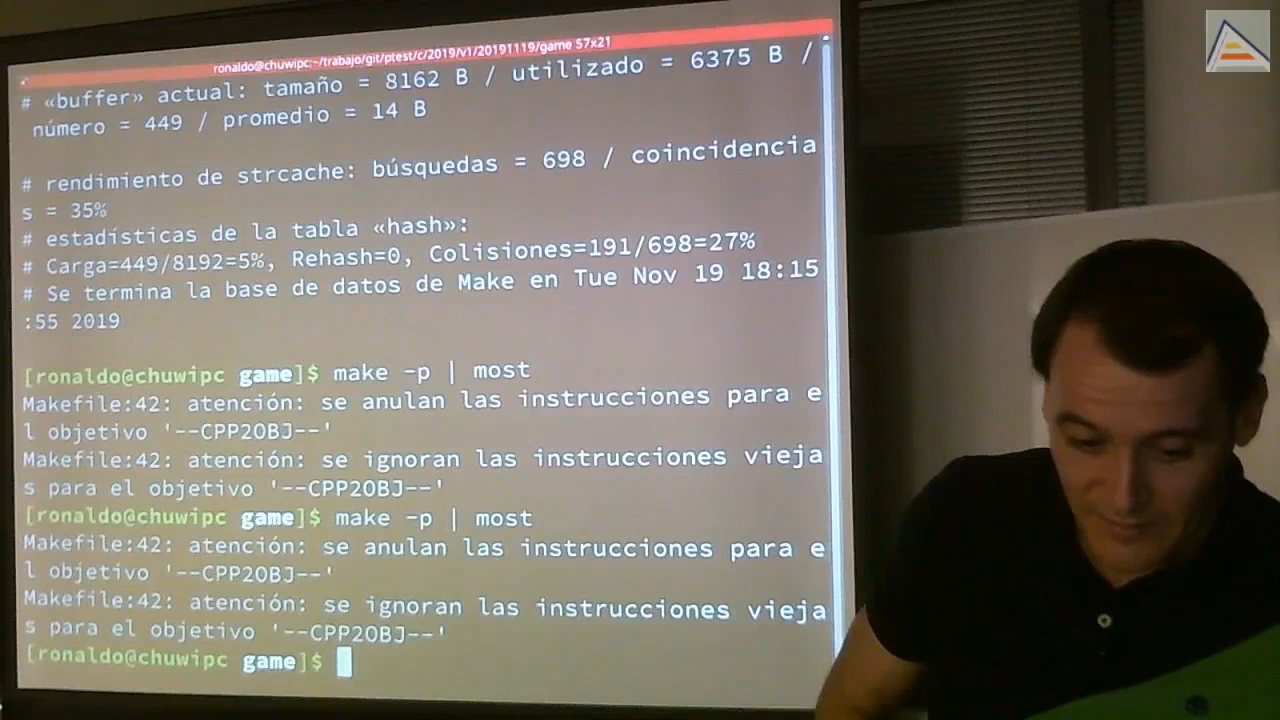 ronaldo@chuwipc:~/trabajo/git/ptest/c/2019/v1/20191119/game 57x21
# «buffer» actual: tamaño = 8162 B / utilizado = 6375 B /
número = 449 / promedio = 14 B
# rendimiento de strcache: búsquedas = 698 / coincidencia
s = 35%
# estadísticas de la tabla «hash»:
# Carga=449/8192=5%, Rehash=0, Colisiones=191/698=27%
# Se termina la base de datos de Make en Tue Nov 19 18:15
:55 2019
[ronaldo@chuwipc game]$ make -p | most
Makefile:42: atención: se anulan las instrucciones para e
l objetivo '--CPP2OBJ--'
Makefile:42: atención: se ignoran las instrucciones vieja
s para el objetivo '--CPP2OBJ--'
[ronaldo@chuwipc game]$ make -p | most
Makefile:42: atención: se anulan las instrucciones para e
l objetivo '--CPP2OBJ--'
Makefile:42: atención: se ignoran las instrucciones vieja
s para el objetivo '--CPP2OBJ--'
[ronaldo@chuwipc game]$